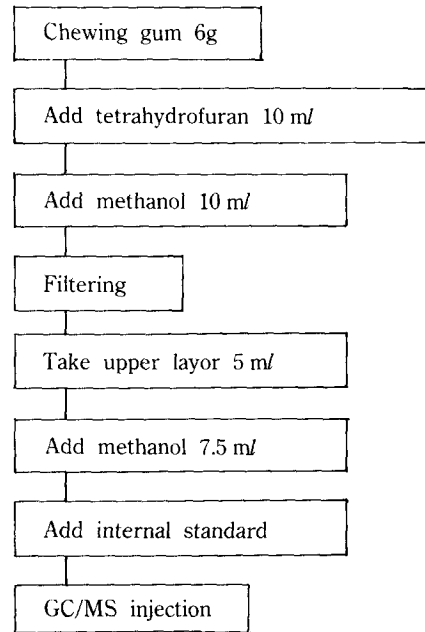 Chewing gum 6g
Add tetrahydrofuran 10 ml
Add methanol 10 ml
Filtering
Take upper layor 5 ml
Add methanol 7.5 ml
Add internal standard
GC/MS injection